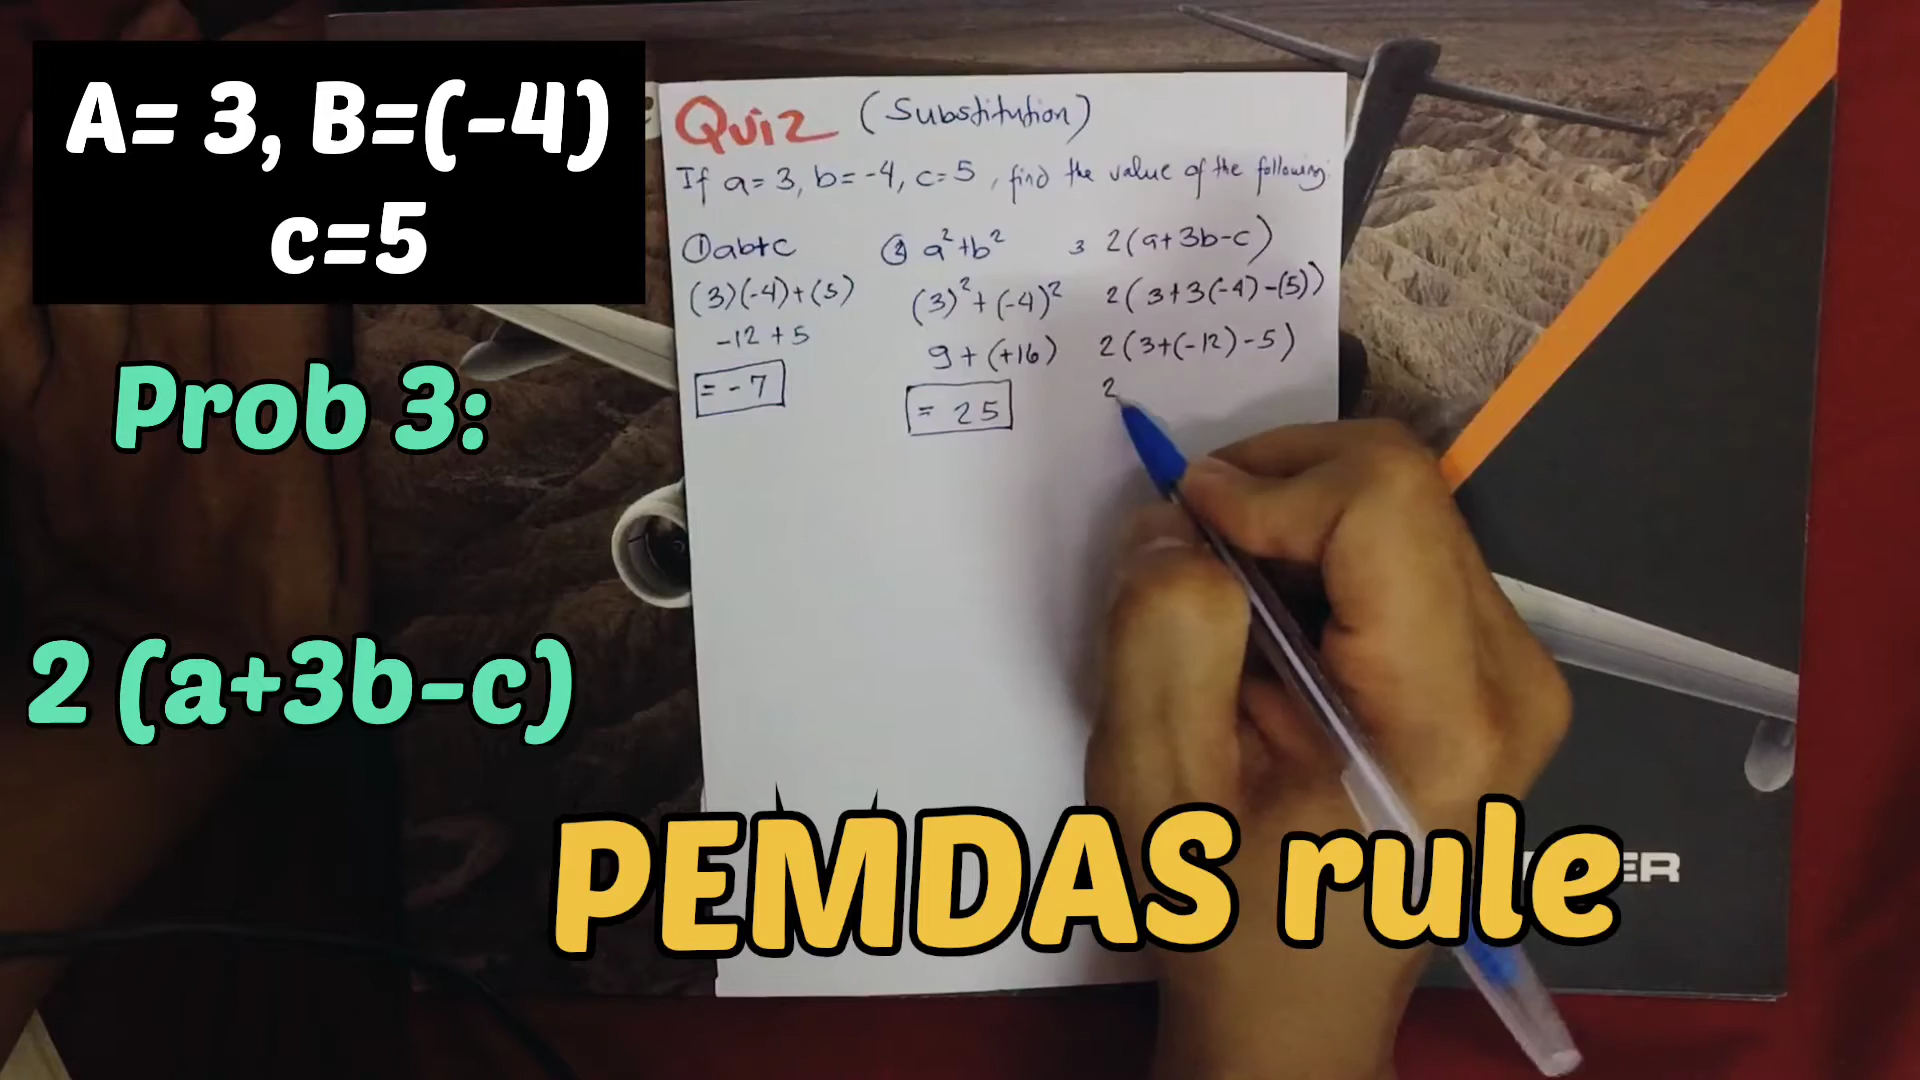 A= 3, B=(-4)
c=5
Prob 3:
2 (a+3b-c)
Quiz (Substitution)
If a=3, b=-4, c=5, find the value of the following:
① ab+c
(3)(-4)+(5)
-12 +5
= -7
② a²+b²
(3)²+(-4)²
9+(+16)
= 25
3 2(a+3b-c)
2(3+3(-4)-(5))
2(3+(-12)-5)
2
PEMDAS rule
ER